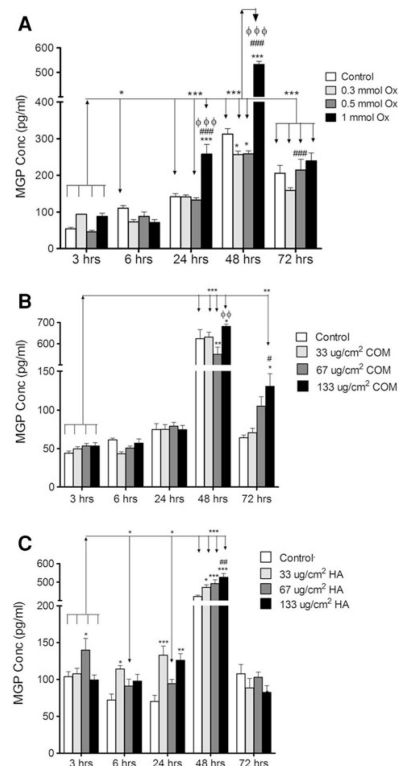 A
ϕ ϕ ϕ
###
***
Control
0.3 mmol Ox
0.5 mmol Ox
1 mmol Ox
MGP Conc (pg/ml)
600
500
400
300
200
100
0
* *** *** ***
ϕ ϕ ϕ
###
***
* *
###
3 hrs 6 hrs 24 hrs 48 hrs 72 hrs
B
*** **
Control
33 ug/cm² COM
67 ug/cm² COM
133 ug/cm² COM
MGP Conc (pg/ml)
700
600
150
100
50
0
ϕϕ
*
**
#
*
3 hrs 6 hrs 24 hrs 48 hrs 72 hrs
C
* * ***
Control
33 ug/cm² HA
67 ug/cm² HA
133 ug/cm² HA
MGP Conc (pg/ml)
600
500
400
200
150
100
50
0
##
* *** ***
* * *** **
3 hrs 6 hrs 24 hrs 48 hrs 72 hrs